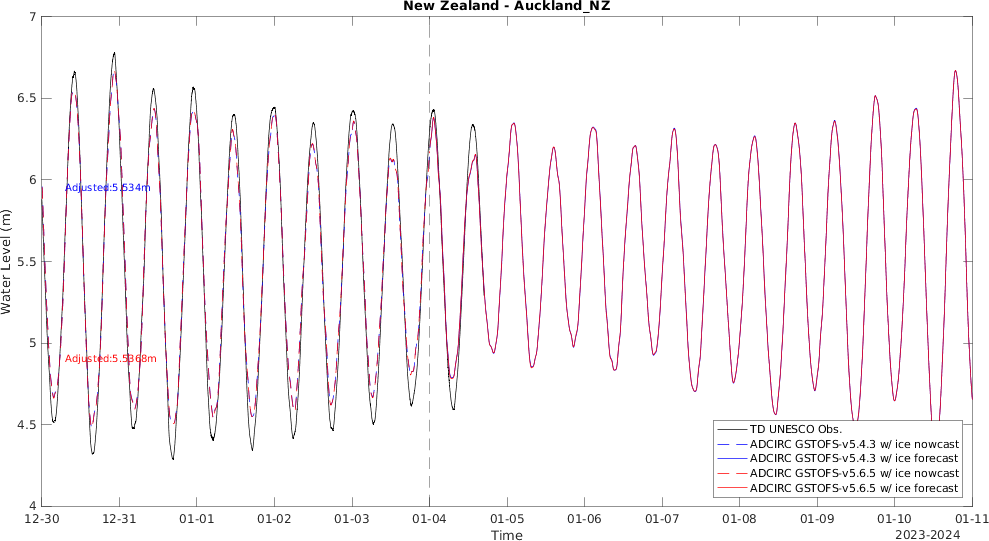 New Zealand - Auckland_NZ
7
6.5
6
5.5
5
4.5
4
Water Level (m)
Adjusted:5.534m
Adjusted:5.5368m
TD UNESCO Obs.
ADCIRC GSTOFS-v5.4.3 w/ ice nowcast
ADCIRC GSTOFS-v5.4.3 w/ ice forecast
ADCIRC GSTOFS-v5.6.5 w/ ice nowcast
ADCIRC GSTOFS-v5.6.5 w/ ice forecast
12-30 12-31 01-01 01-02 01-03 01-04 01-05 01-06 01-07 01-08 01-09 01-10 01-11
Time
2023-2024